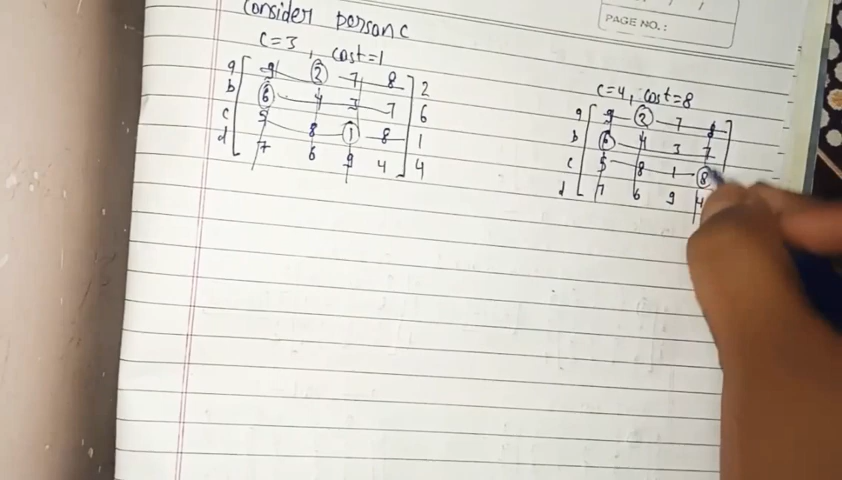 PAGE NO.:
Consider person c
c=3, cost=1
a 9 2 7 8 2
b 6 4 3 7 6
c 5 8 1 8 1
d 7 6 9 4 4
c=4, cost=8
a 9 2 7 8
b 6 4 3 7
c 5 8 1 8
d 7 6 9 4